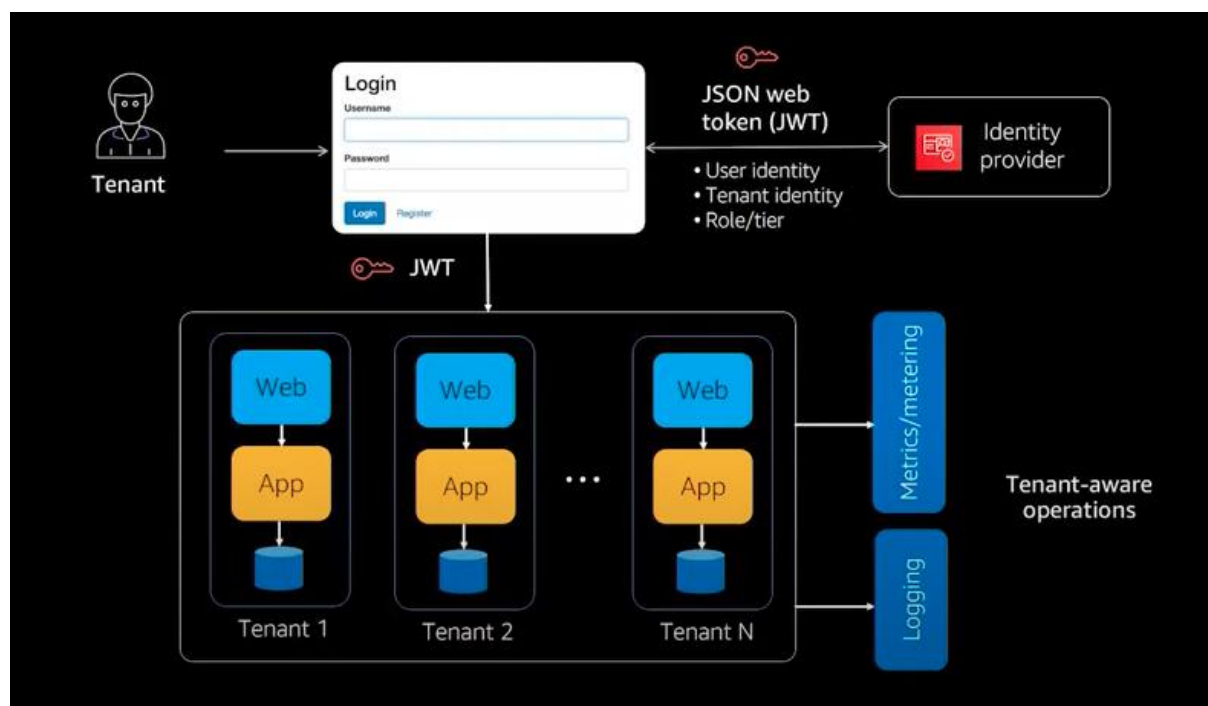 Tenant
Login
Username
Password
Login Register
JSON web
token (JWT)
• User identity
• Tenant identity
• Role/tier
Identity
provider
JWT
Web
App
Tenant 1
Web
App
Tenant 2
...
Web
App
Tenant N
Metrics/metering
Logging
Tenant-aware
operations